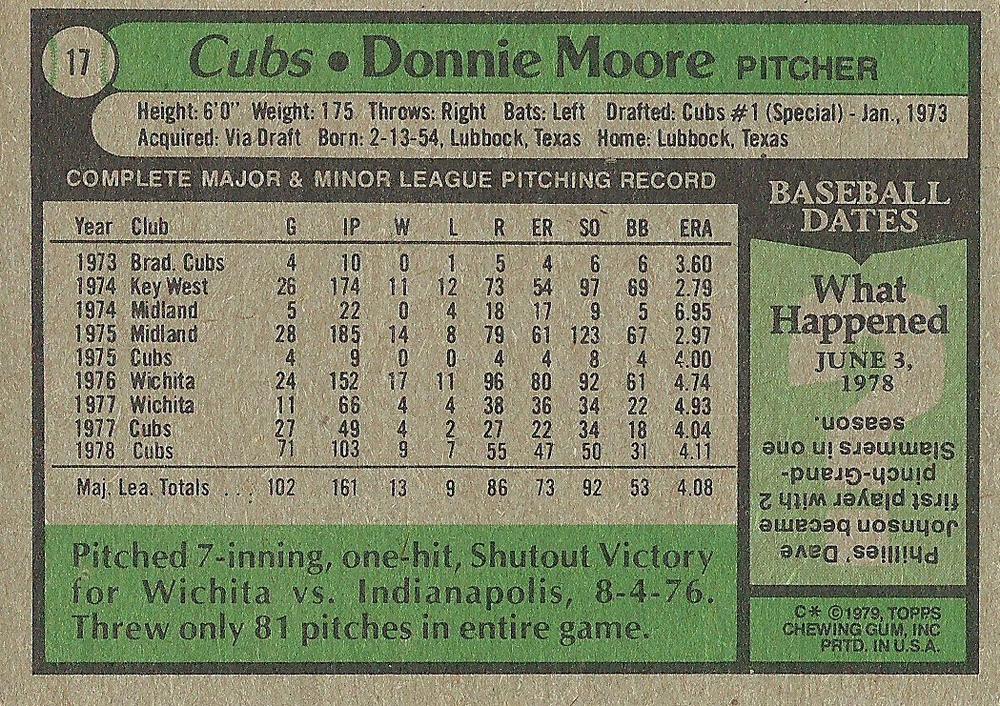 17
Cubs • Donnie Moore PITCHER
Height: 6'0" Weight: 175 Throws: Right Bats: Left Drafted: Cubs #1 (Special) - Jan., 1973
Acquired: Via Draft Born: 2-13-54, Lubbock, Texas Home: Lubbock, Texas
COMPLETE MAJOR & MINOR LEAGUE PITCHING RECORD
Year Club G IP W L R ER SO BB ERA
1973 Brad. Cubs 4 10 0 1 5 4 6 6 3.60
1974 Key West 26 174 11 12 73 54 97 69 2.79
1974 Midland 5 22 0 4 18 17 9 5 6.95
1975 Midland 28 185 14 8 79 61 123 67 2.97
1975 Cubs 4 9 0 0 4 4 8 4 4.00
1976 Wichita 24 152 17 11 96 80 92 61 4.74
1977 Wichita 11 66 4 4 38 36 34 22 4.93
1977 Cubs 27 49 4 2 27 22 34 18 4.04
1978 Cubs 71 103 9 7 55 47 50 31 4.11
Maj. Lea. Totals ... 102 161 13 9 86 73 92 53 4.08
Pitched 7-inning, one-hit, Shutout Victory
for Wichita vs. Indianapolis, 8-4-76.
Threw only 81 pitches in entire game.
BASEBALL
DATES
What
Happened
JUNE 3,
1978
Phillies' Dave
Johnson became
first player with 2
pinch-Grand-
Slammers in one
season.
C* ©1979, TOPPS
CHEWING GUM, INC
PRTD. IN U.S.A.